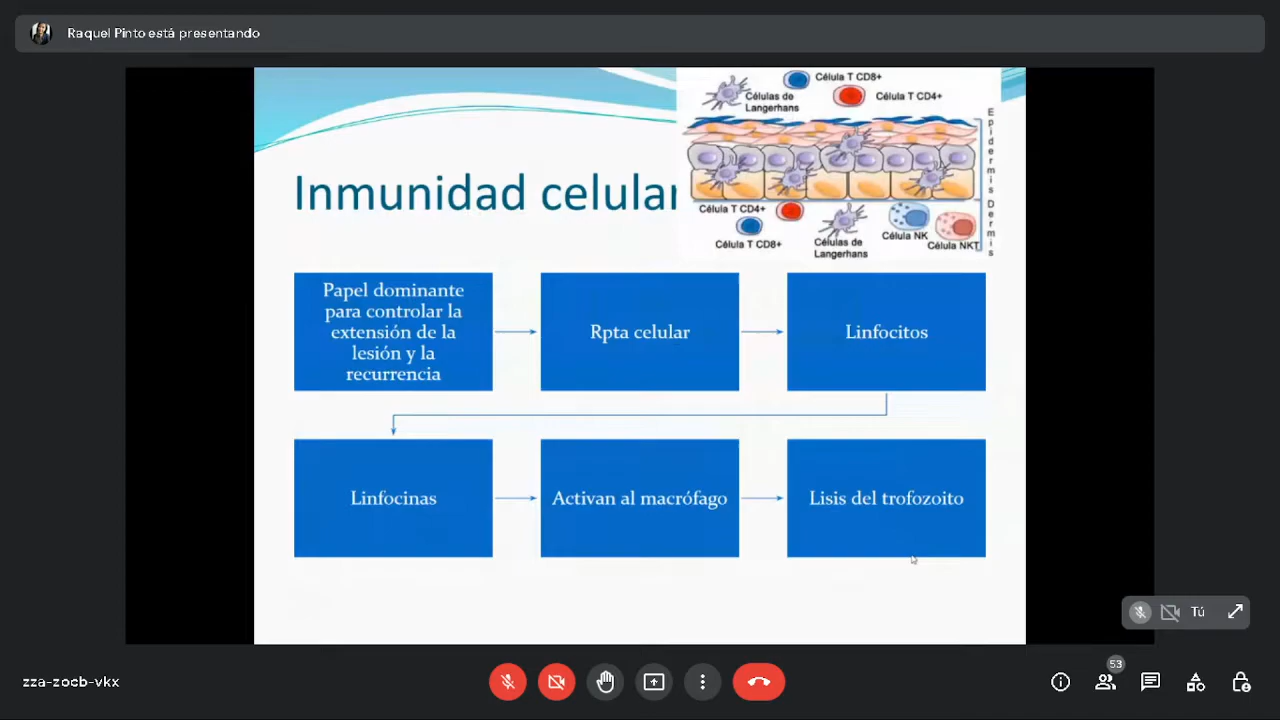 Raquel Pinto está presentando
Célula T CD8+
Células de
Langerhans
Célula T CD4+
Epidermis
Dermis
Inmunidad celular
Célula T CD4+
Célula T CD8+
Células de
Langerhans
Célula NK
Célula NKT
Papel dominante
para controlar la
extensión de la
lesión y la
recurrencia
Rpta celular
Linfocitos
Linfocinas
Activan al macrófago
Lisis del trofozoito
Tú
zza-zocb-vkx
53